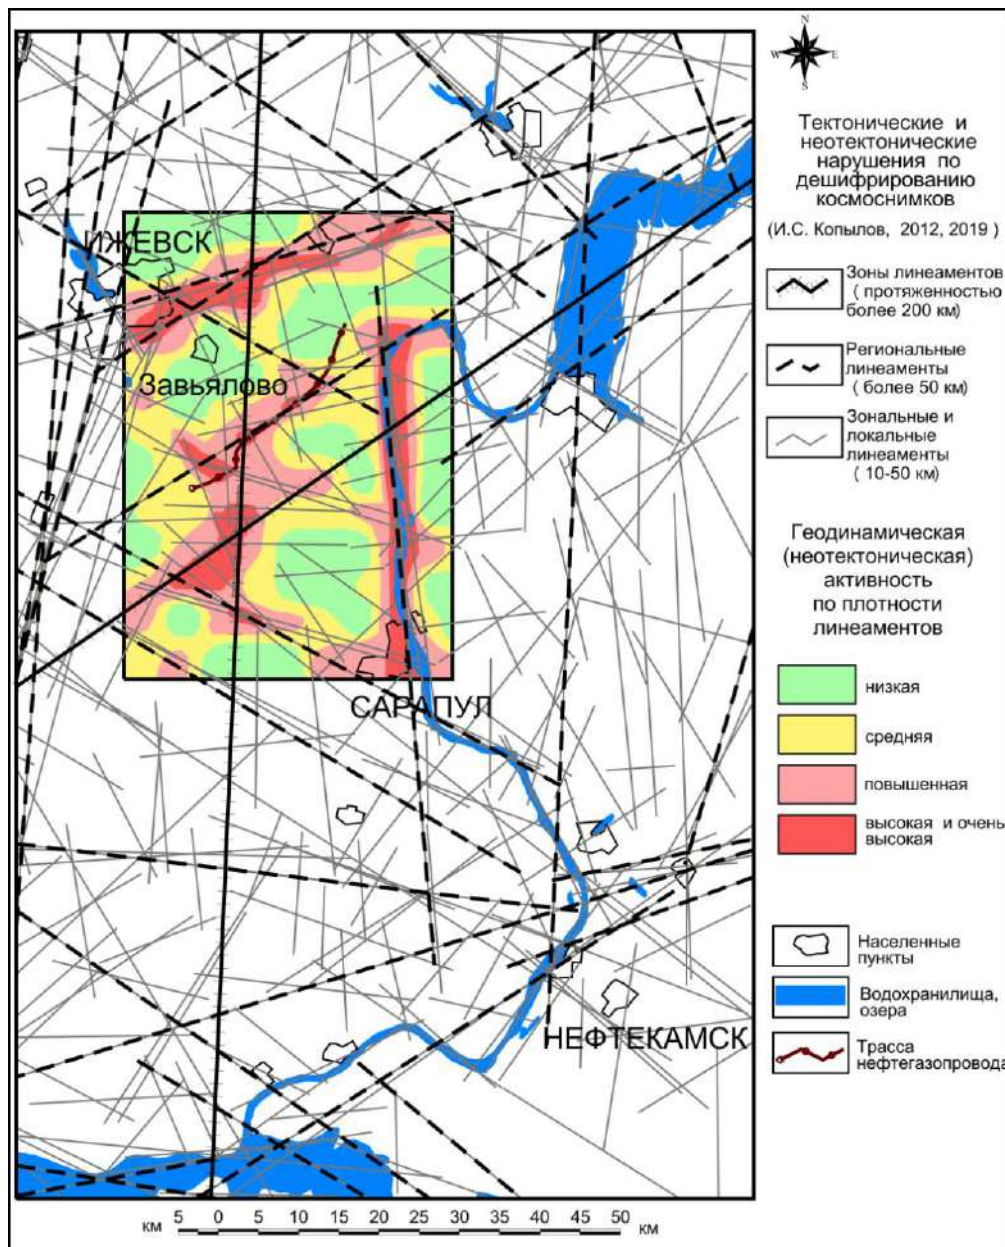 N
W
E
S
Тектонические и
неотектонические
нарушения по
дешифрированию
космоснимков
(И.С. Копылов, 2012, 2019 )
Зоны линеаментов
( протяженностью
более 200 км)
Региональные
линеаменты
( более 50 км)
Зональные и
локальные
линеаменты
( 10-50 км)
Геодинамическая
(неотектоническая)
активность
по плотности
линеаментов
низкая
средняя
повышенная
высокая и очень
высокая
Населенные
пункты
Водохранилища,
озера
Трасса
нефтегазопровода
ИЖЕВСК
Завьялово
САРАПУЛ
НЕФТЕКАМСК
км 5 0 5 10 15 20 25 30 35 40 45 50 км